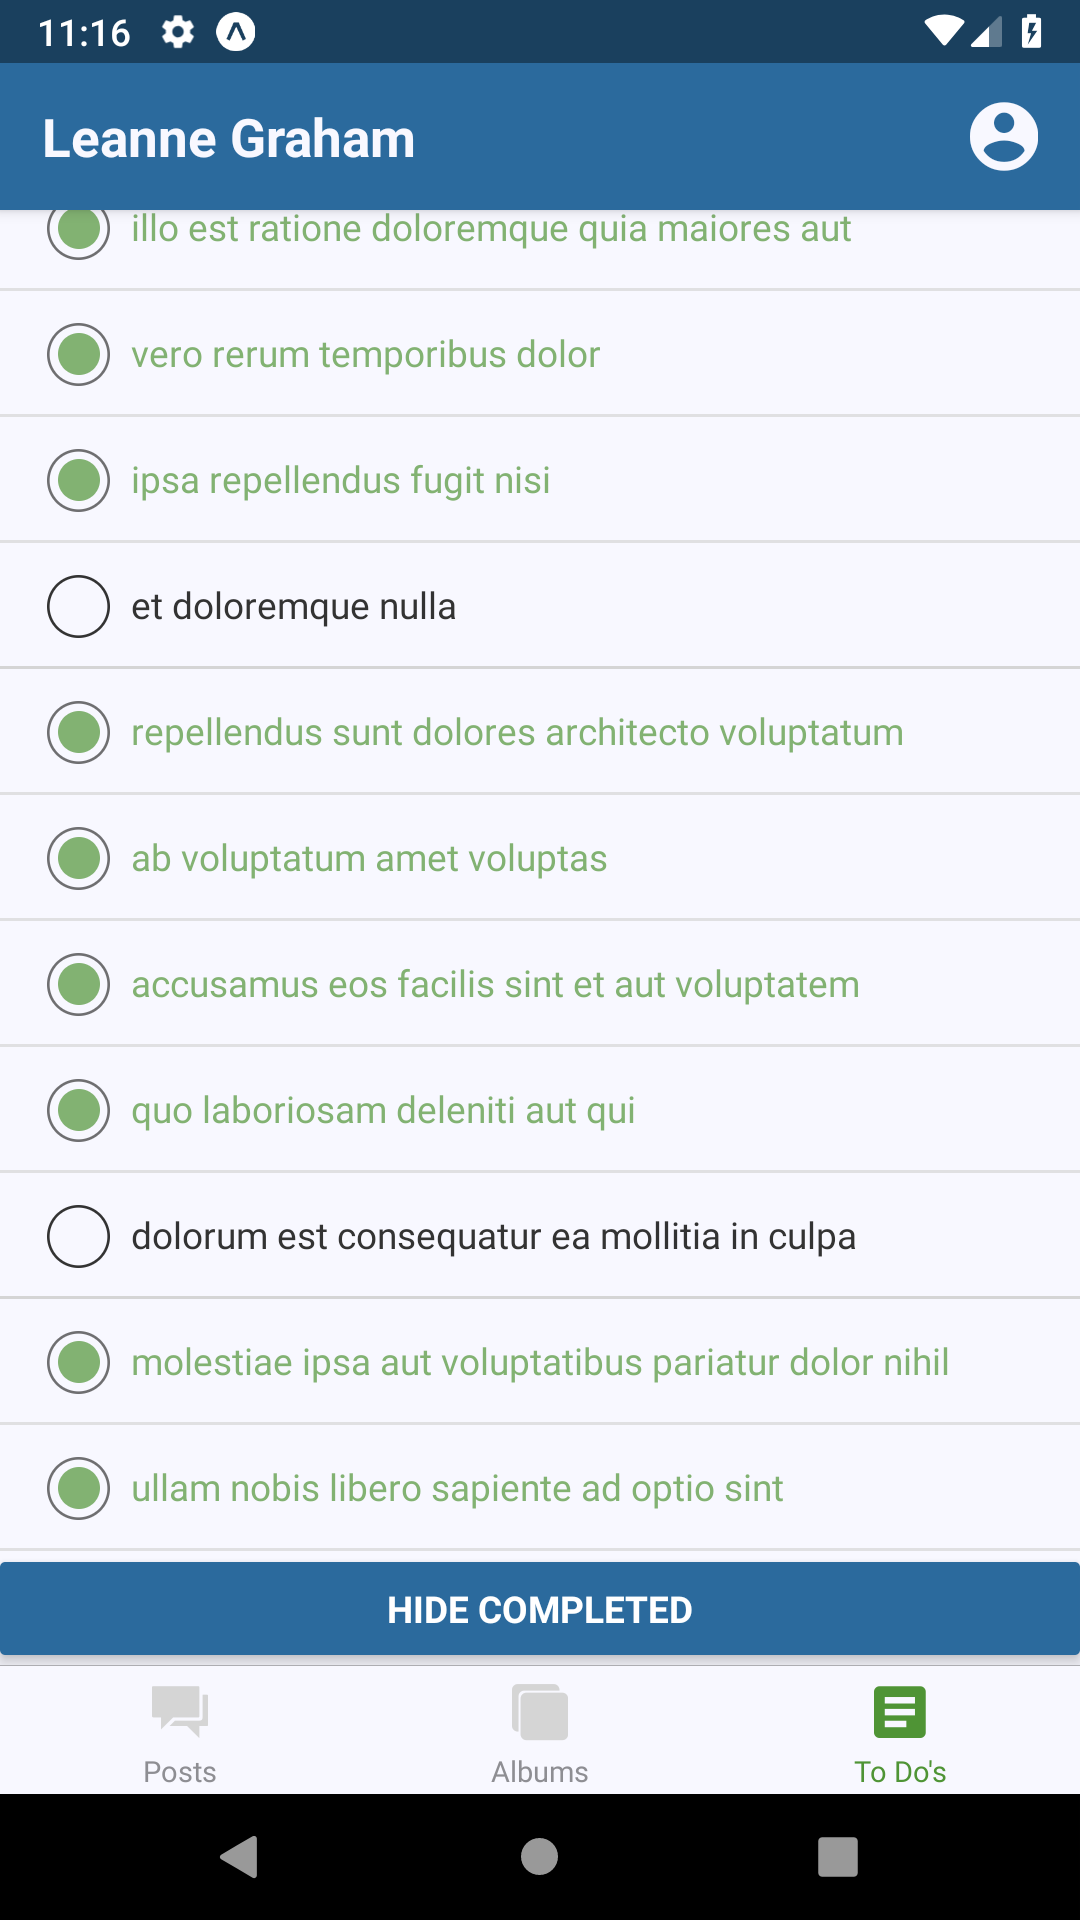 11:16
Leanne Graham
illo est ratione doloremque quia maiores aut
vero rerum temporibus dolor
ipsa repellendus fugit nisi
et doloremque nulla
repellendus sunt dolores architecto voluptatum
ab voluptatum amet voluptas
accusamus eos facilis sint et aut voluptatem
quo laboriosam deleniti aut qui
dolorum est consequatur ea mollitia in culpa
molestiae ipsa aut voluptatibus pariatur dolor nihil
ullam nobis libero sapiente ad optio sint
HIDE COMPLETED
Posts Albums To Do's